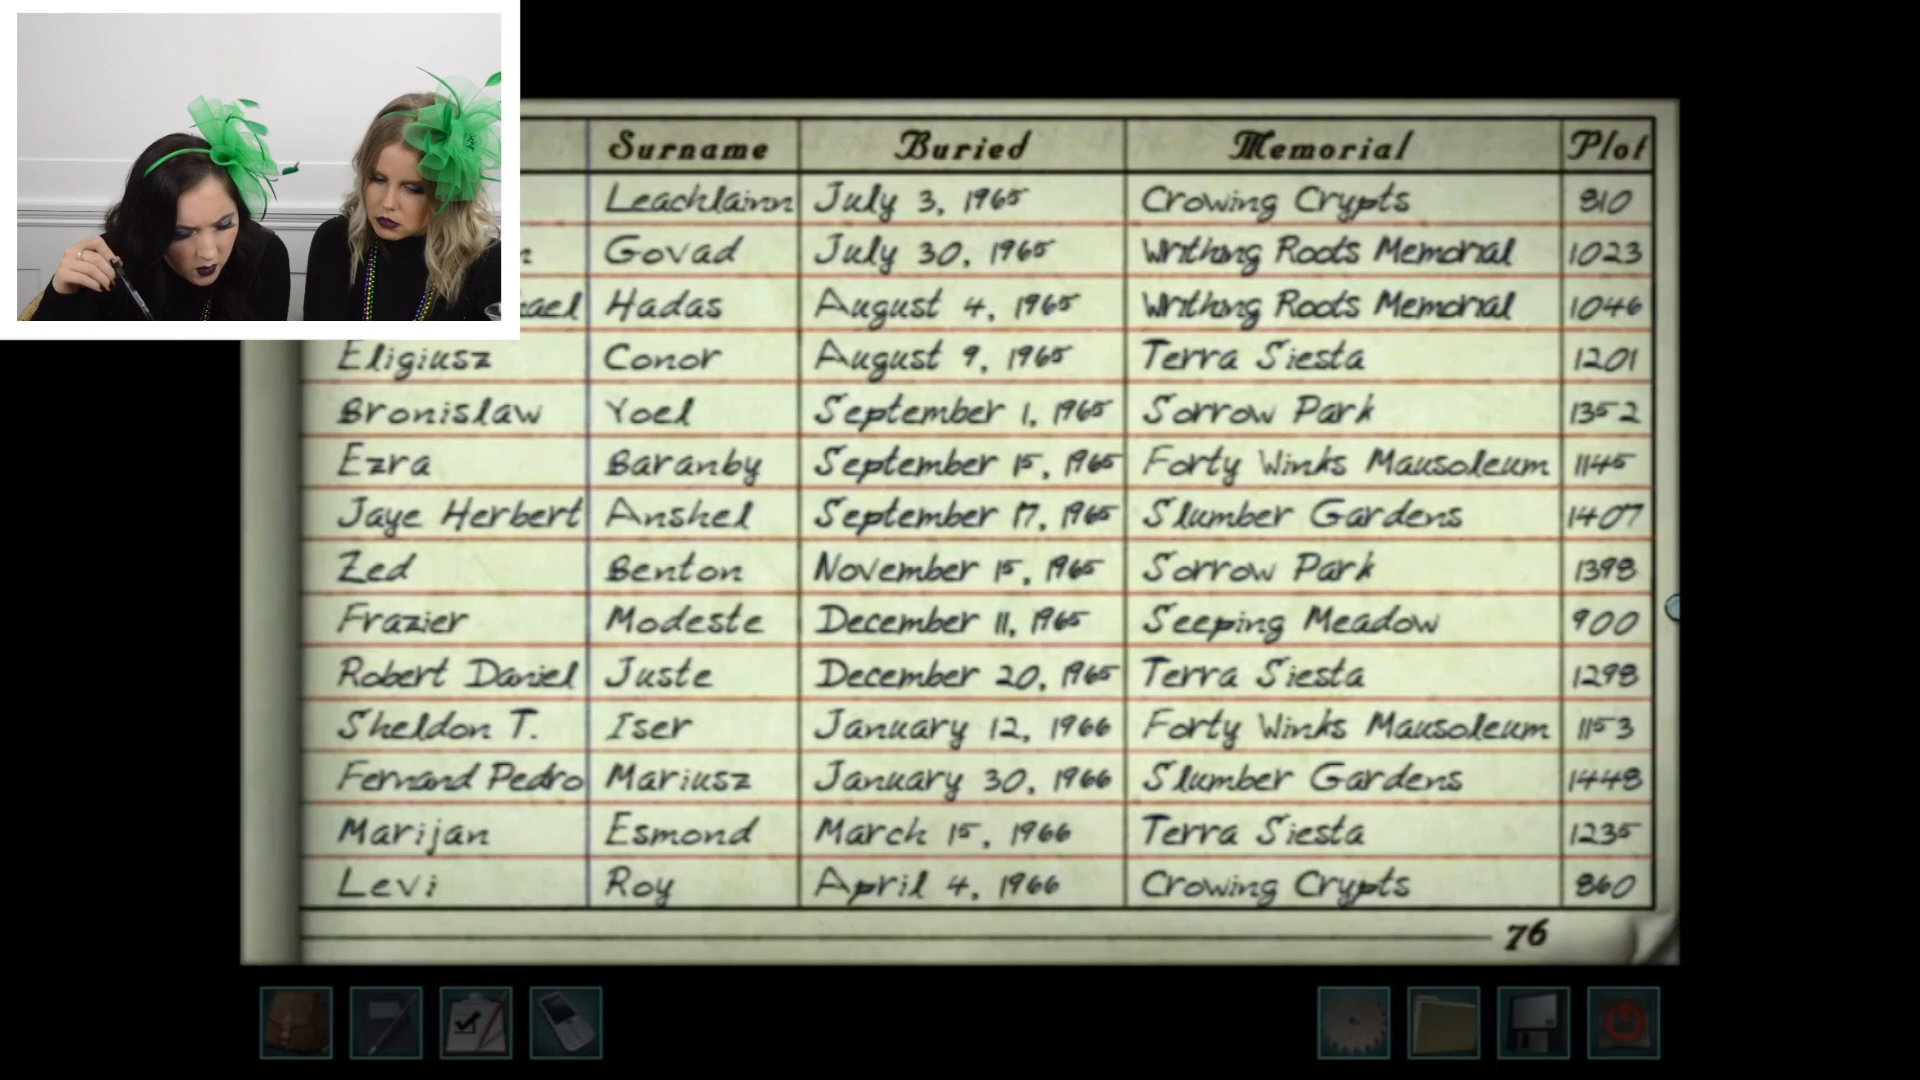 Surname Buried Memorial Plot
Leachlainn July 3, 1965 Crowing Crypts 810
Govad July 30, 1965 Writhing Roots Memorial 1023
Hadas August 4, 1965 Writhing Roots Memorial 1046
Eligiusz Conor August 9, 1965 Terra Siesta 1201
Bronislaw Yoel September 1, 1965 Sorrow Park 1352
Ezra Baranby September 15, 1965 Forty Winks Mausoleum 1145
Jaye Herbert Anshel September 17, 1965 Slumber Gardens 1407
Zed Benton November 15, 1965 Sorrow Park 1398
Frazier Modeste December 11, 1965 Seeping Meadow 900
Robert Daniel Juste December 20, 1965 Terra Siesta 1298
Sheldon T. Iser January 12, 1966 Forty Winks Mausoleum 1153
Fernand Pedro Mariusz January 30, 1966 Slumber Gardens 1448
Marijan Esmond March 15, 1966 Terra Siesta 1235
Levi Roy April 4, 1966 Crowing Crypts 860
76